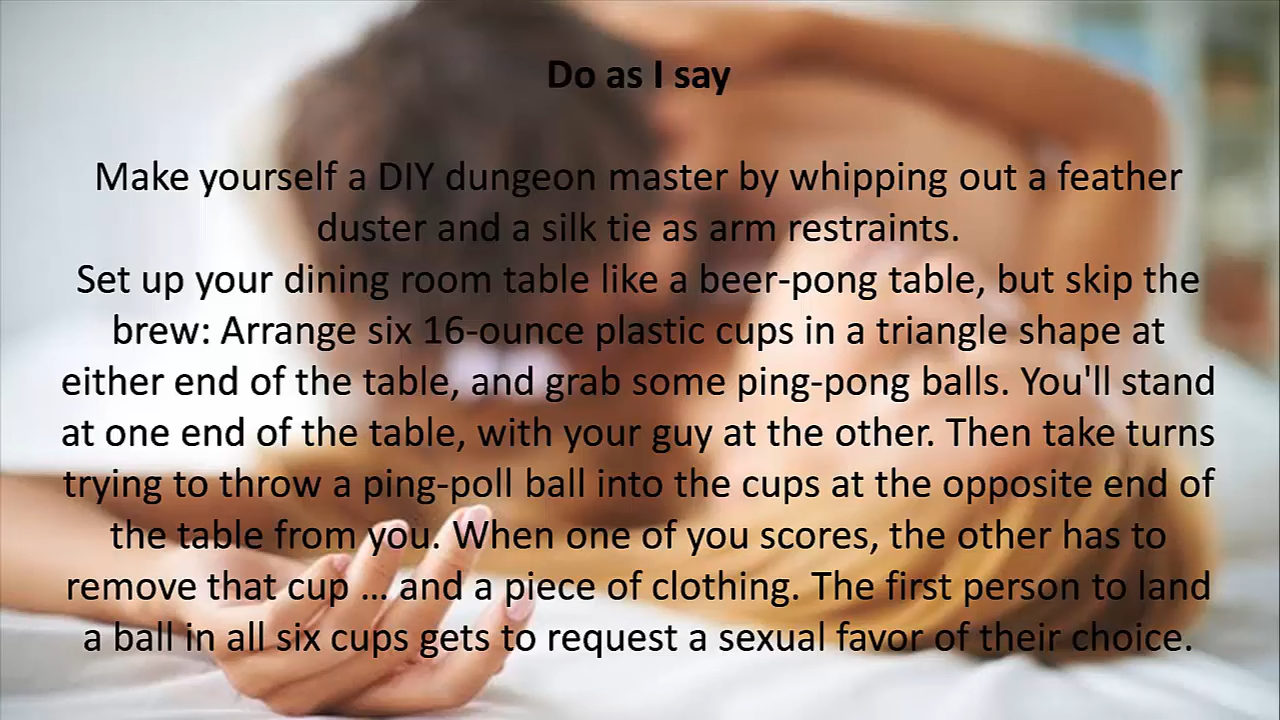 Do as I say
Make yourself a DIY dungeon master by whipping out a feather
duster and a silk tie as arm restraints.
Set up your dining room table like a beer-pong table, but skip the
brew: Arrange six 16-ounce plastic cups in a triangle shape at
either end of the table, and grab some ping-pong balls. You'll stand
at one end of the table, with your guy at the other. Then take turns
trying to throw a ping-poll ball into the cups at the opposite end of
the table from you. When one of you scores, the other has to
remove that cup … and a piece of clothing. The first person to land
a ball in all six cups gets to request a sexual favor of their choice.